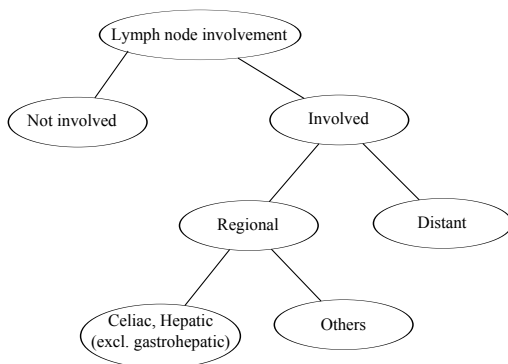 Lymph node involvement
Not involved
Involved
Regional
Distant
Celiac, Hepatic
(excl. gastrohepatic)
Others